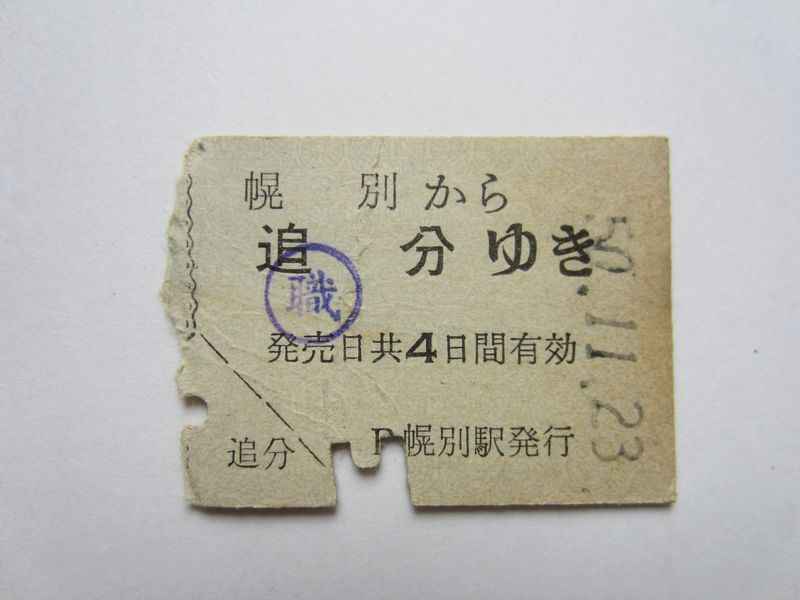 幌別から
追分ゆき
職
発売日共4日間有効
追分
P幌別駅発行
50.11.23